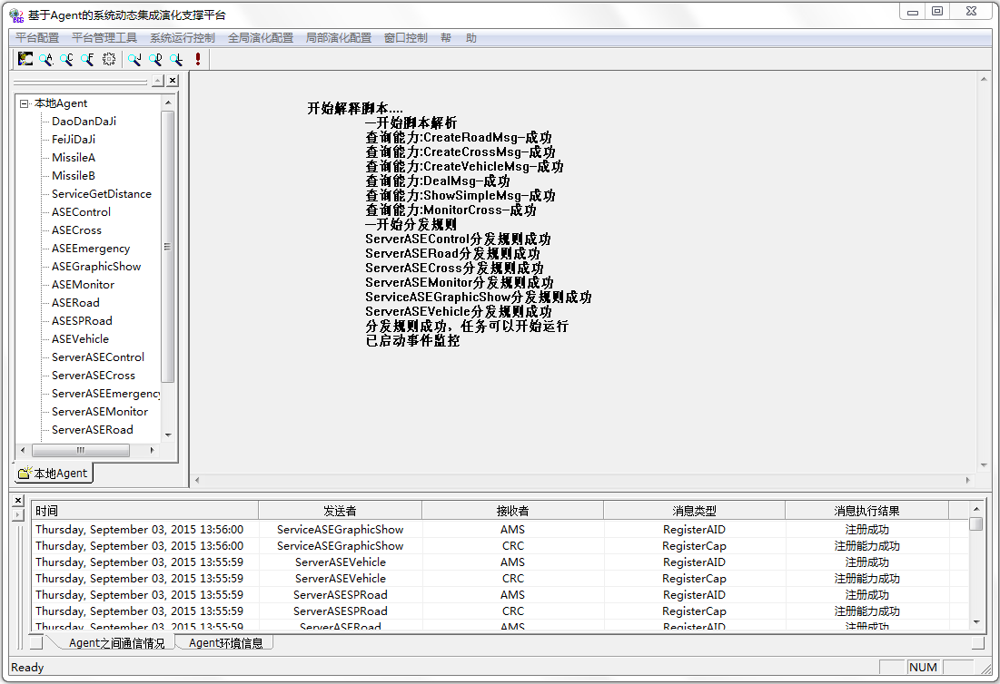 基于Agent的系统动态集成演化支撑平台
平台配置 平台管理工具 系统运行控制 全局演化配置 局部演化配置 窗口控制 帮 助
本地Agent
DaoDanDaJi
FeiJiDaJi
MissileA
MissileB
ServiceGetDistance
ASEControl
ASECross
ASEEmergency
ASEGraphicShow
ASEMonitor
ASERoad
ASESPRoad
ASEVehicle
ServerASEControl
ServerASECross
ServerASEEmergency
ServerASEMonitor
ServerASERoad
本地Agent
开始解释脚本....
—开始脚本解析
查询能力:CreateRoadMsg—成功
查询能力:CreateCrossMsg—成功
查询能力:CreateVehicleMsg—成功
查询能力:DealMsg—成功
查询能力:ShowSimpleMsg—成功
查询能力:MonitorCross—成功
—开始分发规则
ServerASEControl分发规则成功
ServerASERoad分发规则成功
ServerASECross分发规则成功
ServerASEMonitor分发规则成功
ServiceASEGraphicShow分发规则成功
ServerASEVehicle分发规则成功
分发规则成功，任务可以开始运行
已启动事件监控
时间 发送者 接收者 消息类型 消息执行结果
Thursday, September 03, 2015 13:56:00 ServiceASEGraphicShow AMS RegisterAID 注册成功
Thursday, September 03, 2015 13:56:00 ServiceASEGraphicShow CRC RegisterCap 注册能力成功
Thursday, September 03, 2015 13:55:59 ServerASEVehicle AMS RegisterAID 注册成功
Thursday, September 03, 2015 13:55:59 ServerASEVehicle CRC RegisterCap 注册能力成功
Thursday, September 03, 2015 13:55:59 ServerASESPRoad AMS RegisterAID 注册成功
Thursday, September 03, 2015 13:55:59 ServerASESPRoad CRC RegisterCap 注册能力成功
Thursday, September 03, 2015 13:55:59 ServerASERoad AMS RegisterAID 注册成功
Agent之间通信情况 Agent环境信息
Ready NUM